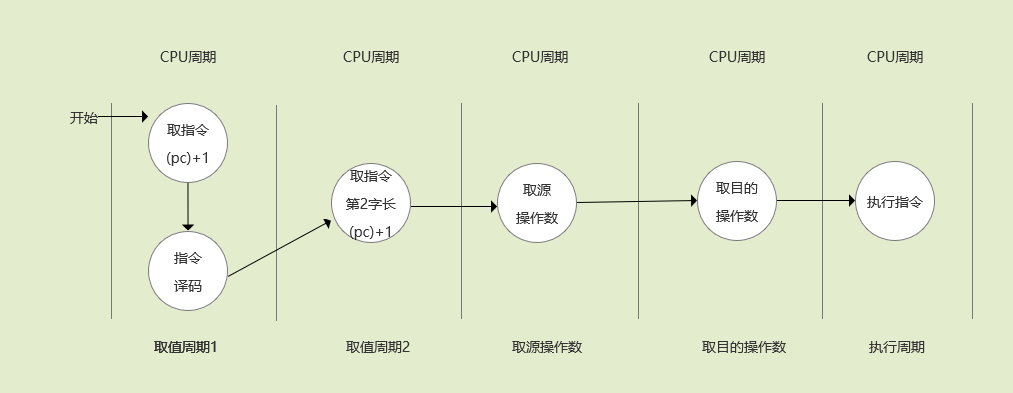 CPU周期
CPU周期
CPU周期
CPU周期
CPU周期
开始
取指令
(pc)+1
指令
译码
取指令
第2字长
(pc)+1
取源
操作数
取目的
操作数
执行指令
取值周期1
取值周期2
取源操作数
取目的操作数
执行周期